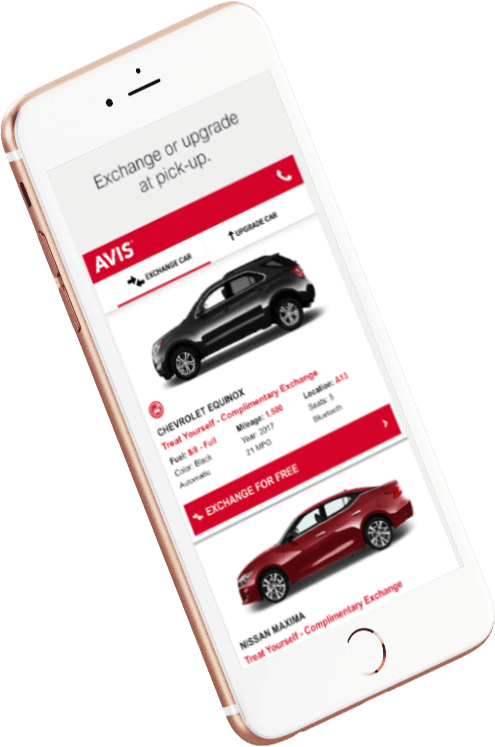 Exchange or upgrade
at pick-up.
AVIS
EXCHANGE CAR
UPGRADE CAR
CHEVROLET EQUINOX
Treat Yourself - Complimentary Exchange
Fuel: 8/8 - Full Mileage: 1,500 Location: A13
Color: Black Year: 2017 Seats: 5
Automatic 21 MPG Bluetooth
EXCHANGE FOR FREE
NISSAN MAXIMA
Treat Yourself - Complimentary Exchange